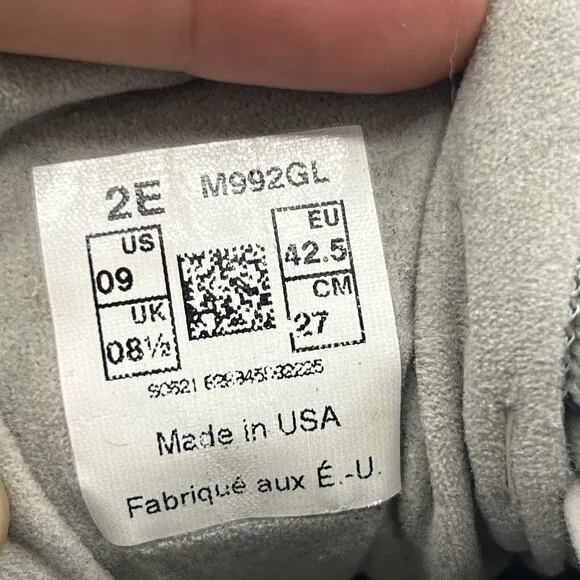 2E M992GL
US 09 EU 42.5
UK 08½ CM 27
Made in USA
Fabriqué aux É.-U.